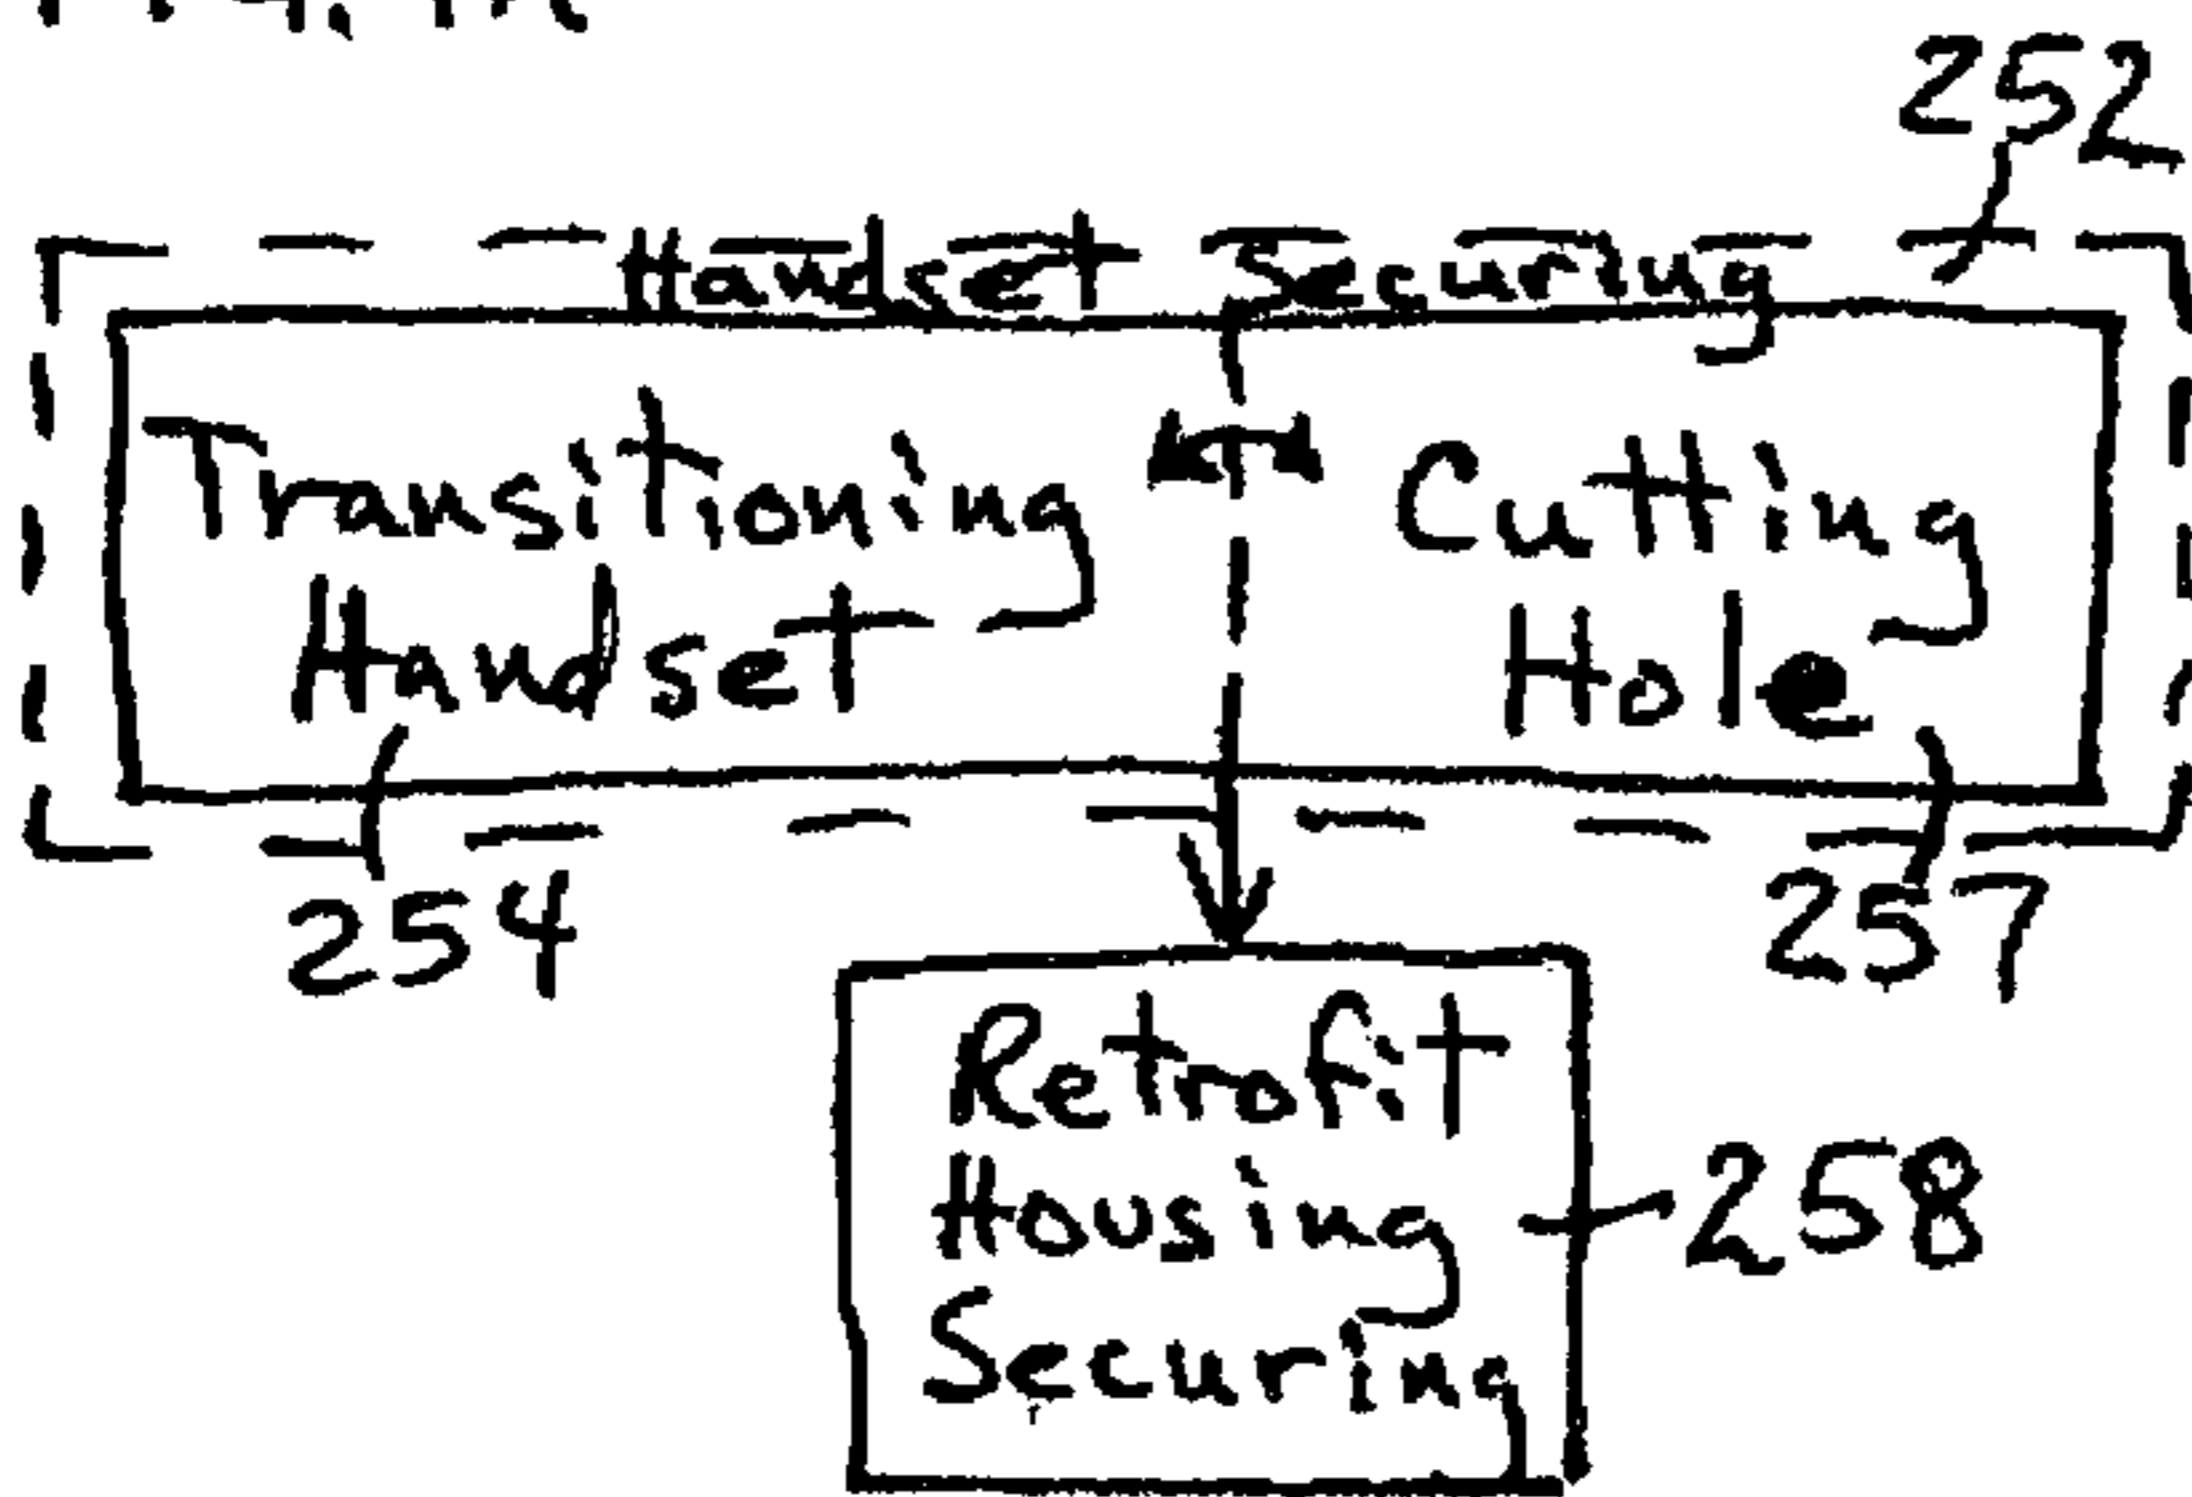 252
Handset Securing
Transitioning
Handset
Cutting
Hole
254
257
Retrofit
Housing
Securing
258